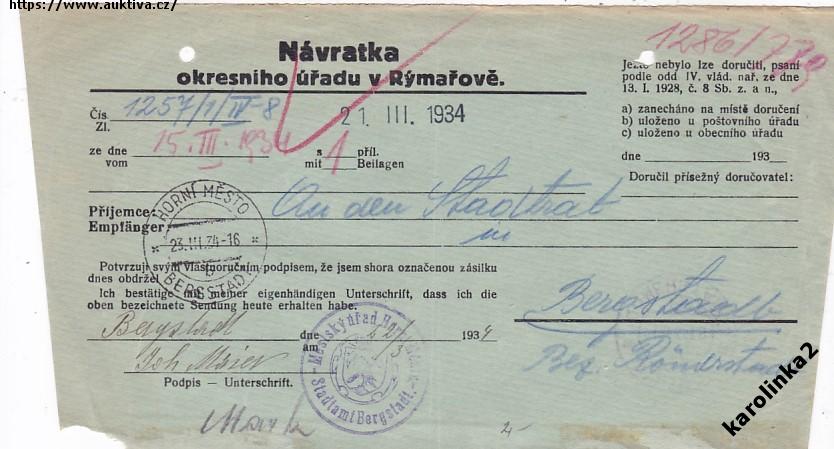 https://www.auktiva.cz/
Návratka
okresního úřadu v Rýmařově.
1286/739
Čís
Zl.
1257/1/IV-8
21. III. 1934
ze dne
vom
15. III. 1934
s
mit
1
příl.
Beilagen
Ježto nebylo lze doručiti, psaní
podle odd IV. vlád. nař. ze dne
13. I. 1928, č. 8 Sb. z. a n.,
a) zanecháno na místě doručení
b) uloženo u poštovního úřadu
c) uloženo u obecního úřadu
dne 193
Doručil přísežný doručovatel:
Příjemce:
Empfänger
An den Stadtrat
in
Bergstadt
Bez. Römerstadt
HORNÍ MĚSTO
23. III. 34-16
BERGSTADT
Potvrzuji svým vlastnoručním podpisem, že jsem shora označenou zásilku
dnes obdržel.
Ich bestätige mit meiner eigenhändigen Unterschrift, dass ich die
oben bezeichnete Sendung heute erhalten habe.
Bergstadt
dne
am
1934
Joh Maier
Podpis — Unterschrift.
Městský úřad
Stadtamt Bergstadt.
karolinka2